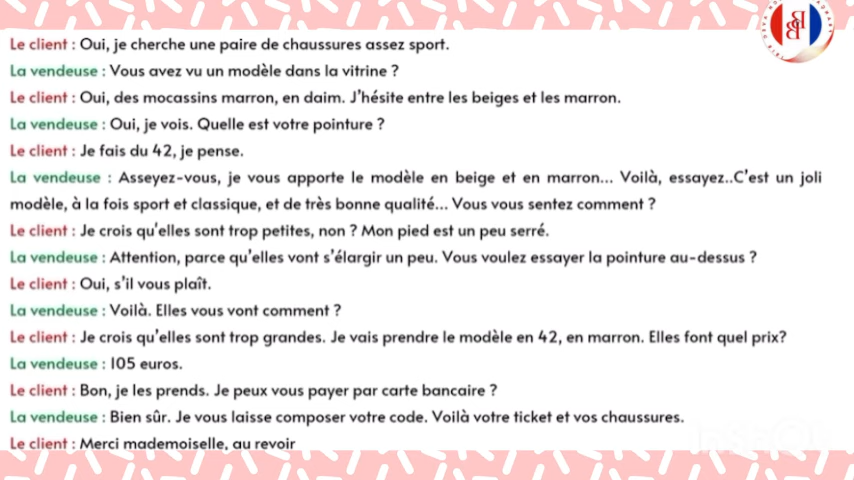 Le client : Oui, je cherche une paire de chaussures assez sport.
La vendeuse : Vous avez vu un modèle dans la vitrine ?
Le client : Oui, des mocassins marron, en daim. J'hésite entre les beiges et les marron.
La vendeuse : Oui, je vois. Quelle est votre pointure ?
Le client : Je fais du 42, je pense.
La vendeuse : Asseyez-vous, je vous apporte le modèle en beige et en marron... Voilà, essayez..C'est un joli
modèle, à la fois sport et classique, et de très bonne qualité... Vous vous sentez comment ?
Le client : Je crois qu'elles sont trop petites, non ? Mon pied est un peu serré.
La vendeuse : Attention, parce qu'elles vont s'élargir un peu. Vous voulez essayer la pointure au-dessus ?
Le client : Oui, s'il vous plaît.
La vendeuse : Voilà. Elles vous vont comment ?
Le client : Je crois qu'elles sont trop grandes. Je vais prendre le modèle en 42, en marron. Elles font quel prix?
La vendeuse : 105 euros.
Le client : Bon, je les prends. Je peux vous payer par carte bancaire ?
La vendeuse : Bien sûr. Je vous laisse composer votre code. Voilà votre ticket et vos chaussures.
Le client : Merci mademoiselle, au revoir